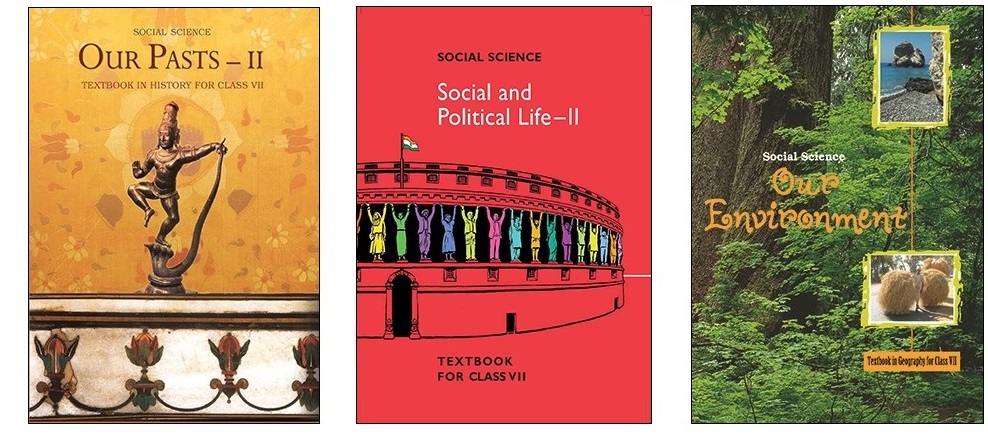 SOCIAL SCIENCE
OUR PASTS – II
TEXTBOOK IN HISTORY FOR CLASS VII
SOCIAL SCIENCE
Social and
Political Life–II
TEXTBOOK
FOR CLASS VII
Social Science
Our
Environment
Textbook in Geography for Class VII